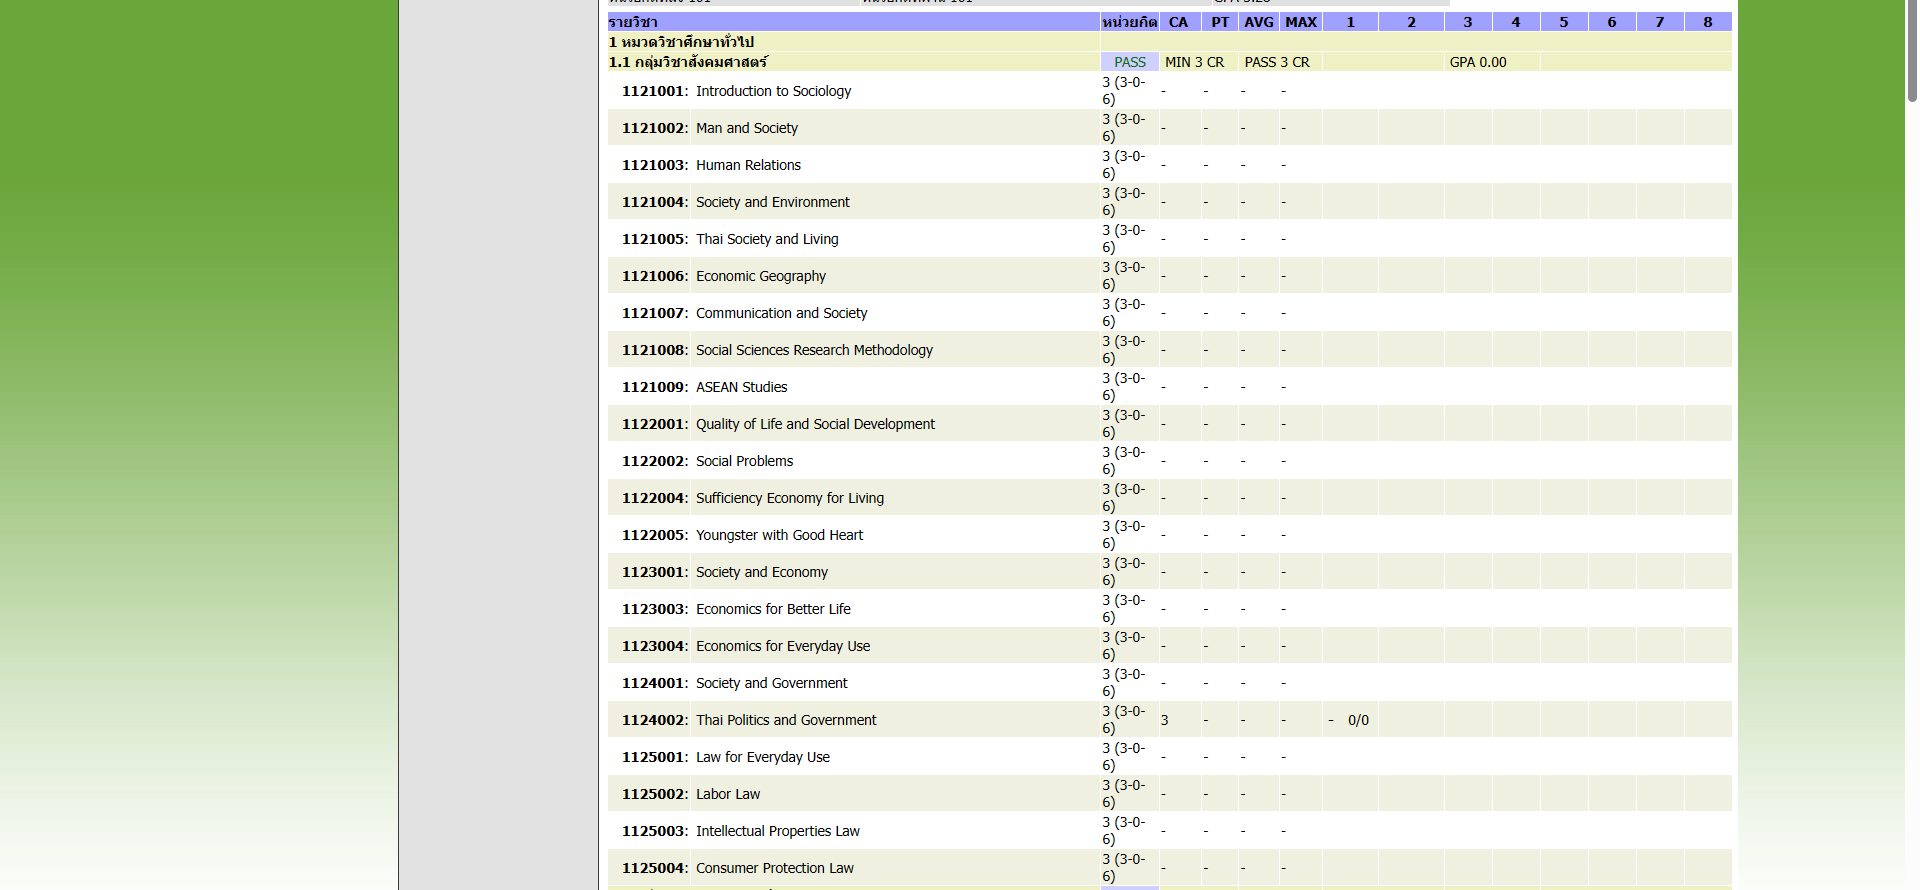 รายวิชา หน่วยกิต CA PT AVG MAX 1 2 3 4 5 6 7 8
1 หมวดวิชาศึกษาทั่วไป
1.1 กลุ่มวิชาสังคมศาสตร์ PASS MIN 3 CR PASS 3 CR GPA 0.00
1121001: Introduction to Sociology 3 (3-0-6) - - - -
1121002: Man and Society 3 (3-0-6) - - - -
1121003: Human Relations 3 (3-0-6) - - - -
1121004: Society and Environment 3 (3-0-6) - - - -
1121005: Thai Society and Living 3 (3-0-6) - - - -
1121006: Economic Geography 3 (3-0-6) - - - -
1121007: Communication and Society 3 (3-0-6) - - - -
1121008: Social Sciences Research Methodology 3 (3-0-6) - - - -
1121009: ASEAN Studies 3 (3-0-6) - - - -
1122001: Quality of Life and Social Development 3 (3-0-6) - - - -
1122002: Social Problems 3 (3-0-6) - - - -
1122004: Sufficiency Economy for Living 3 (3-0-6) - - - -
1122005: Youngster with Good Heart 3 (3-0-6) - - - -
1123001: Society and Economy 3 (3-0-6) - - - -
1123003: Economics for Better Life 3 (3-0-6) - - - -
1123004: Economics for Everyday Use 3 (3-0-6) - - - -
1124001: Society and Government 3 (3-0-6) - - - -
1124002: Thai Politics and Government 3 (3-0-6) 3 - - - - 0/0
1125001: Law for Everyday Use 3 (3-0-6) - - - -
1125002: Labor Law 3 (3-0-6) - - - -
1125003: Intellectual Properties Law 3 (3-0-6) - - - -
1125004: Consumer Protection Law 3 (3-0-6) - - - -